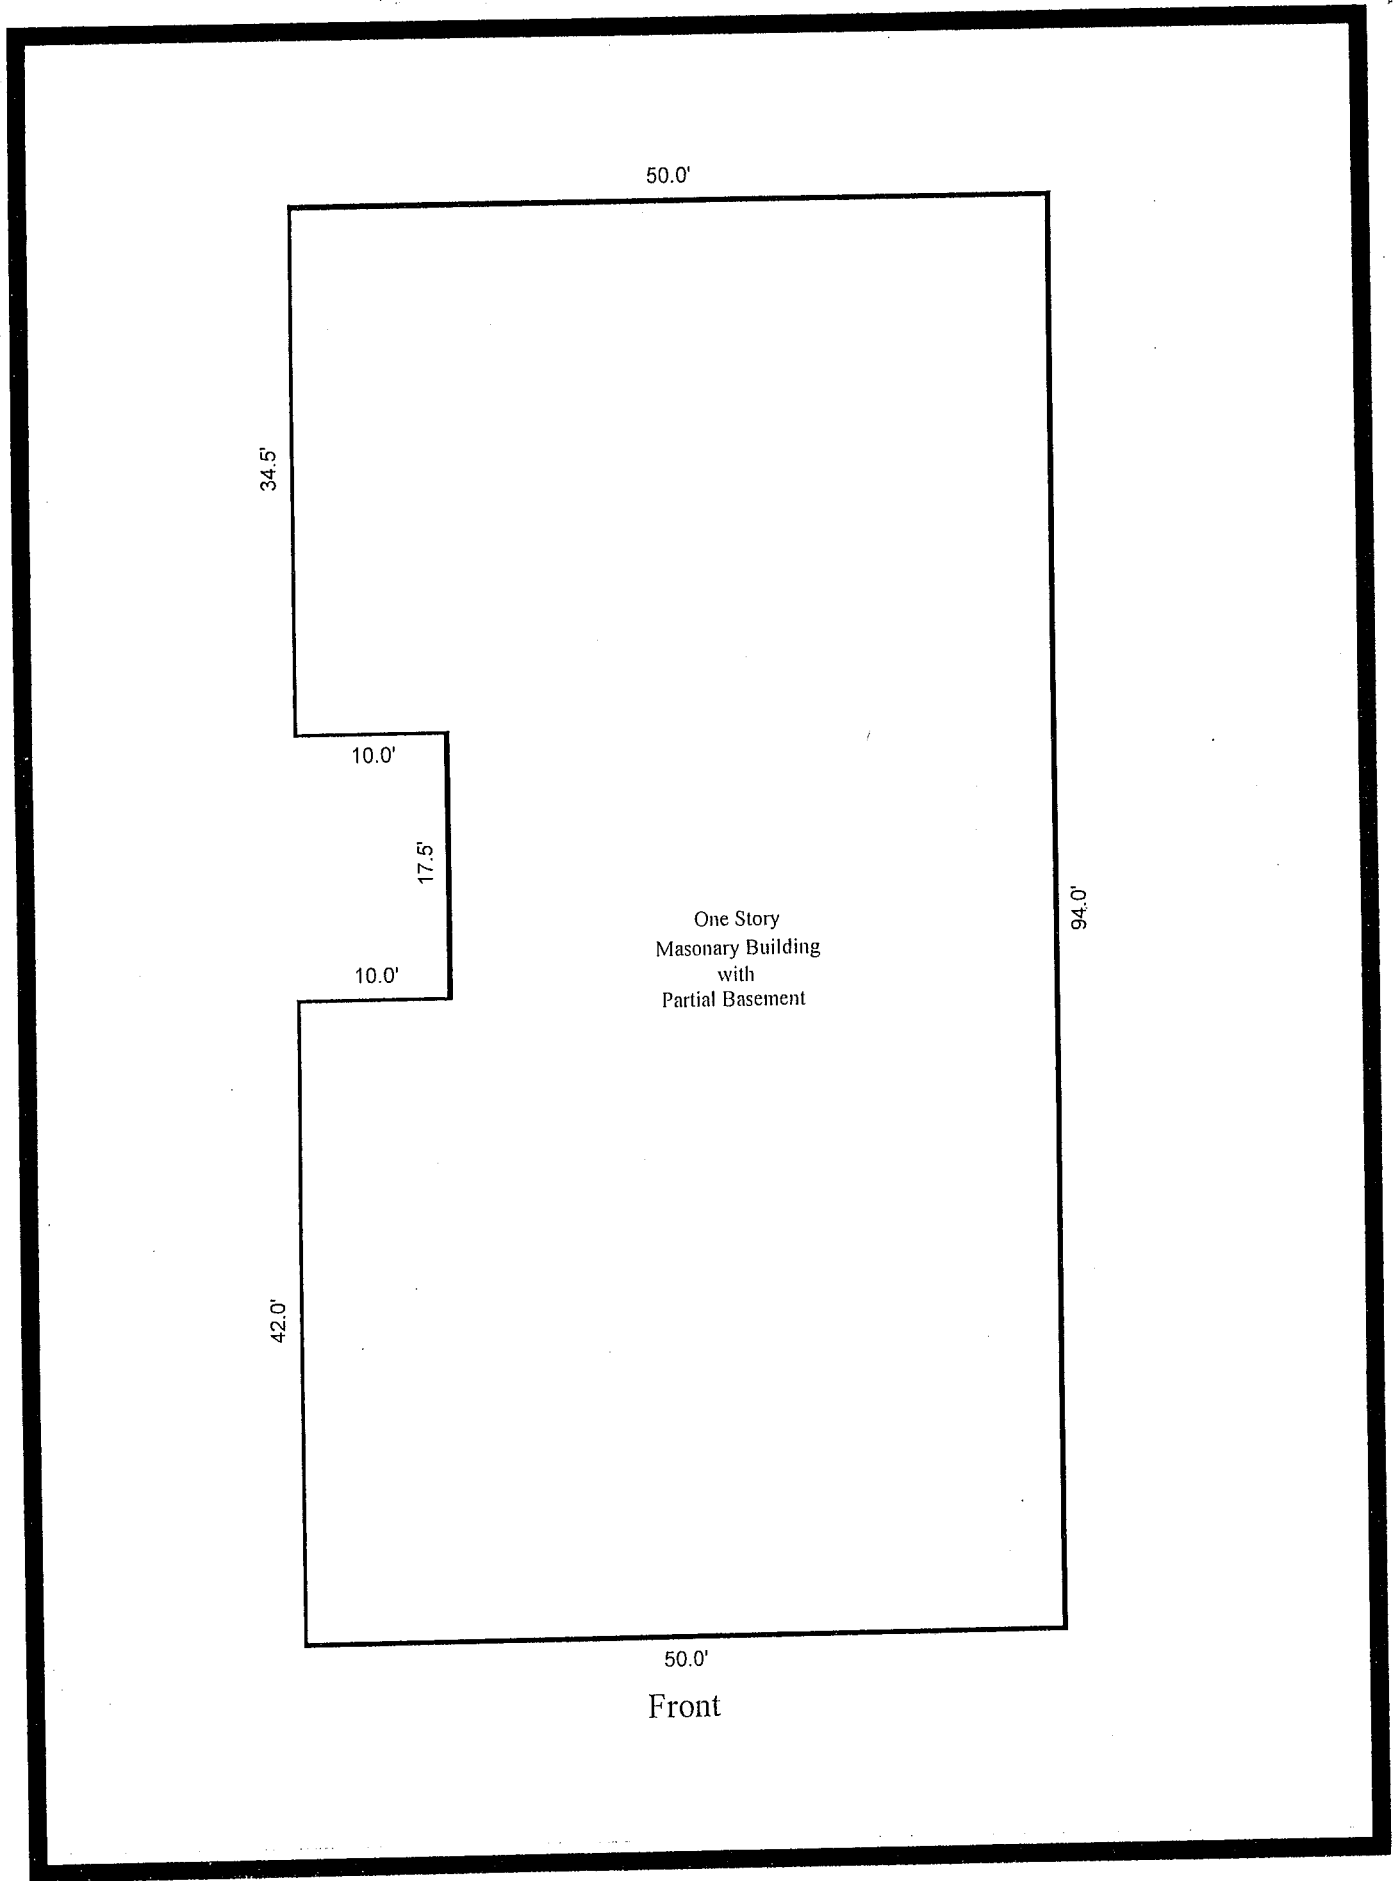 50.0'
34.5'
10.0'
17.5'
94.0'
One Story
Masonary Building
with
Partial Basement
10.0'
42.0'
50.0'
Front